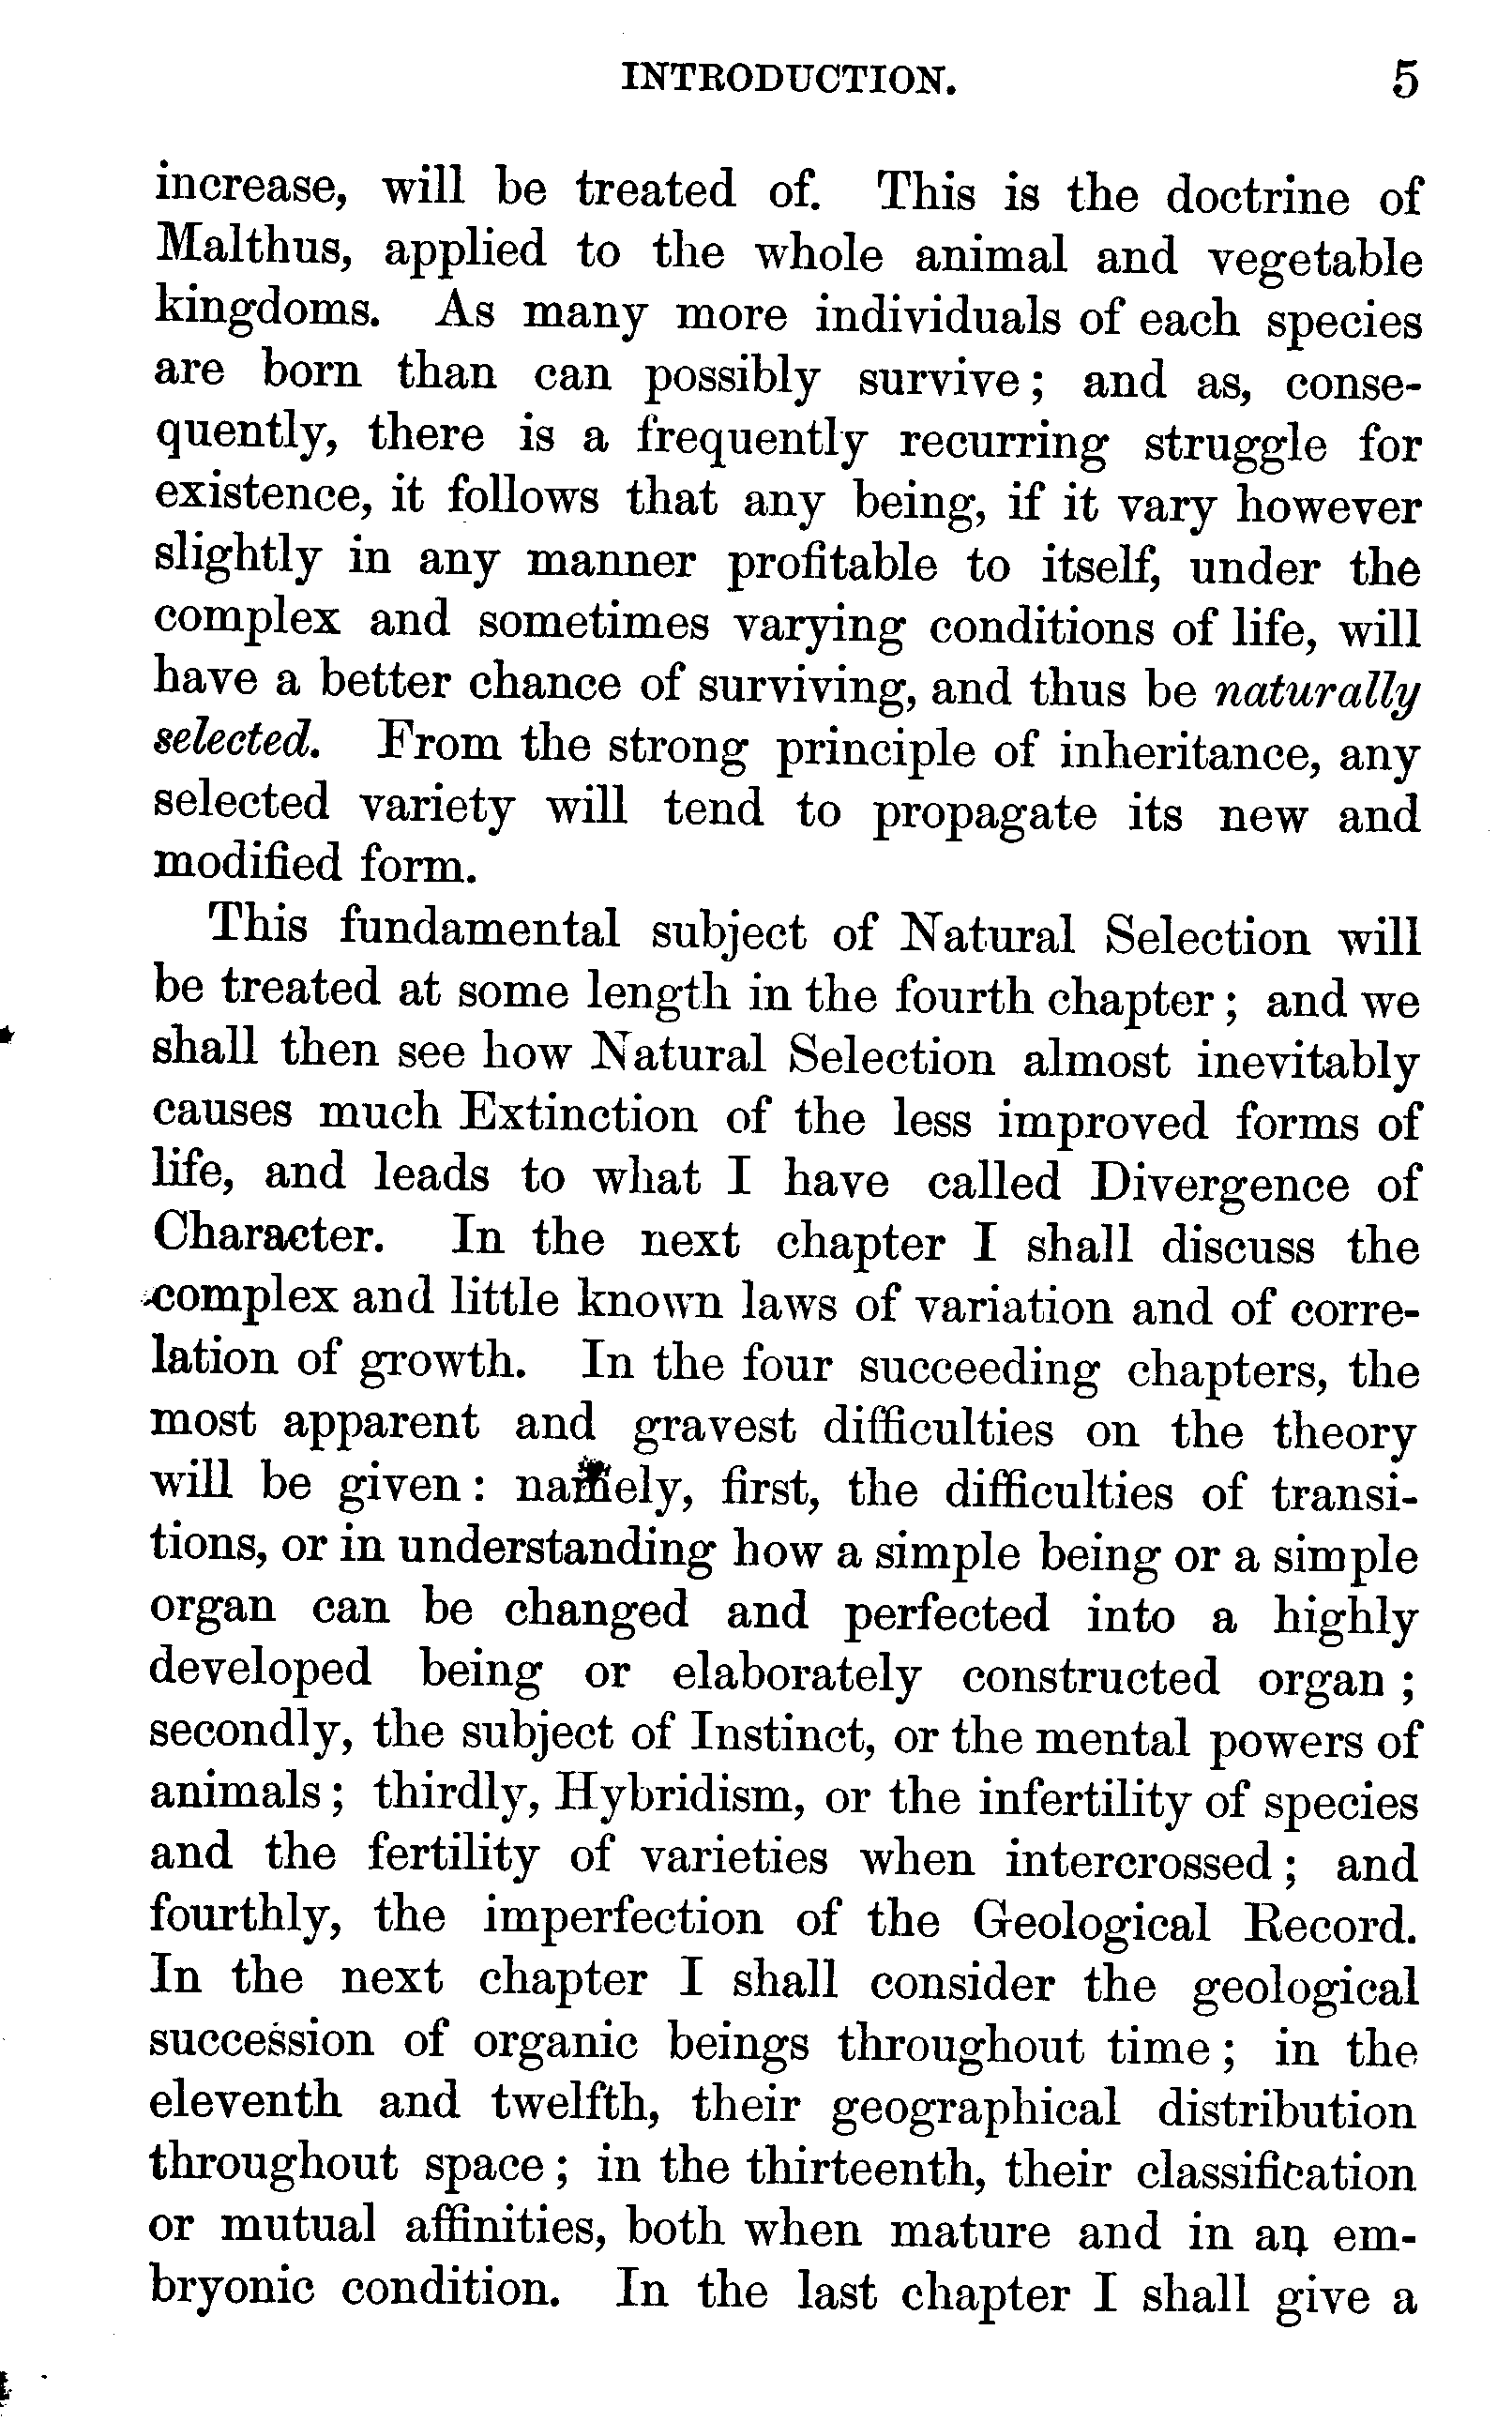 INTRODUCTION. 5
increase, will be treated of. This is the doctrine of
Malthus, applied to the whole animal and vegetable
kingdoms. As many more individuals of each species
are born than can possibly survive; and as, conse-
quently, there is a frequently recurring struggle for
existence, it follows that any being, if it vary however
slightly in any manner profitable to itself, under the
complex and sometimes varying conditions of life, will
have a better chance of surviving, and thus be naturally
selected. From the strong principle of inheritance, any
selected variety will tend to propagate its new and
modified form.
This fundamental subject of Natural Selection will
be treated at some length in the fourth chapter; and we
shall then see how Natural Selection almost inevitably
causes much Extinction of the less improved forms of
life, and leads to what I have called Divergence of
Character. In the next chapter I shall discuss the
complex and little known laws of variation and of corre-
lation of growth. In the four succeeding chapters, the
most apparent and gravest difficulties on the theory
will be given: namely, first, the difficulties of transi-
tions, or in understanding how a simple being or a simple
organ can be changed and perfected into a highly
developed being or elaborately constructed organ;
secondly, the subject of Instinct, or the mental powers of
animals; thirdly, Hybridism, or the infertility of species
and the fertility of varieties when intercrossed; and
fourthly, the imperfection of the Geological Record.
In the next chapter I shall consider the geological
succession of organic beings throughout time; in the
eleventh and twelfth, their geographical distribution
throughout space; in the thirteenth, their classification
or mutual affinities, both when mature and in an em-
bryonic condition. In the last chapter I shall give a